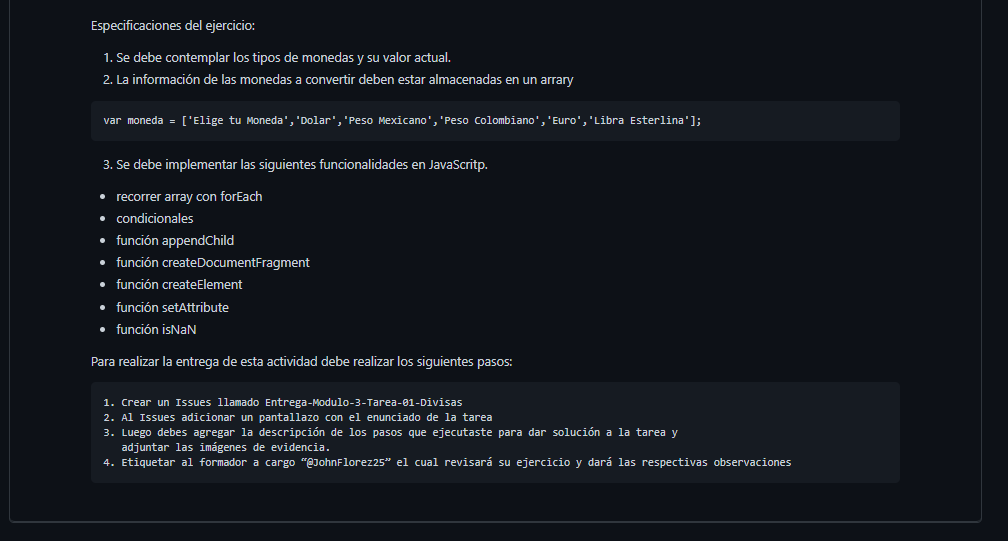 Especificaciones del ejercicio:
1. Se debe contemplar los tipos de monedas y su valor actual.
2. La información de las monedas a convertir deben estar almacenadas en un arrary
var moneda = ['Elige tu Moneda','Dolar','Peso Mexicano','Peso Colombiano','Euro','Libra Esterlina'];
3. Se debe implementar las siguientes funcionalidades en JavaScritp.
• recorrer array con forEach
• condicionales
• función appendChild
• función createDocumentFragment
• función createElement
• función setAttribute
• función isNaN
Para realizar la entrega de esta actividad debe realizar los siguientes pasos:
1. Crear un Issues llamado Entrega-Modulo-3-Tarea-01-Divisas
2. Al Issues adicionar un pantallazo con el enunciado de la tarea
3. Luego debes agregar la descripción de los pasos que ejecutaste para dar solución a la tarea y
adjuntar las imágenes de evidencia.
4. Etiquetar al formador a cargo “@JohnFlorez25” el cual revisará su ejercicio y dará las respectivas observaciones